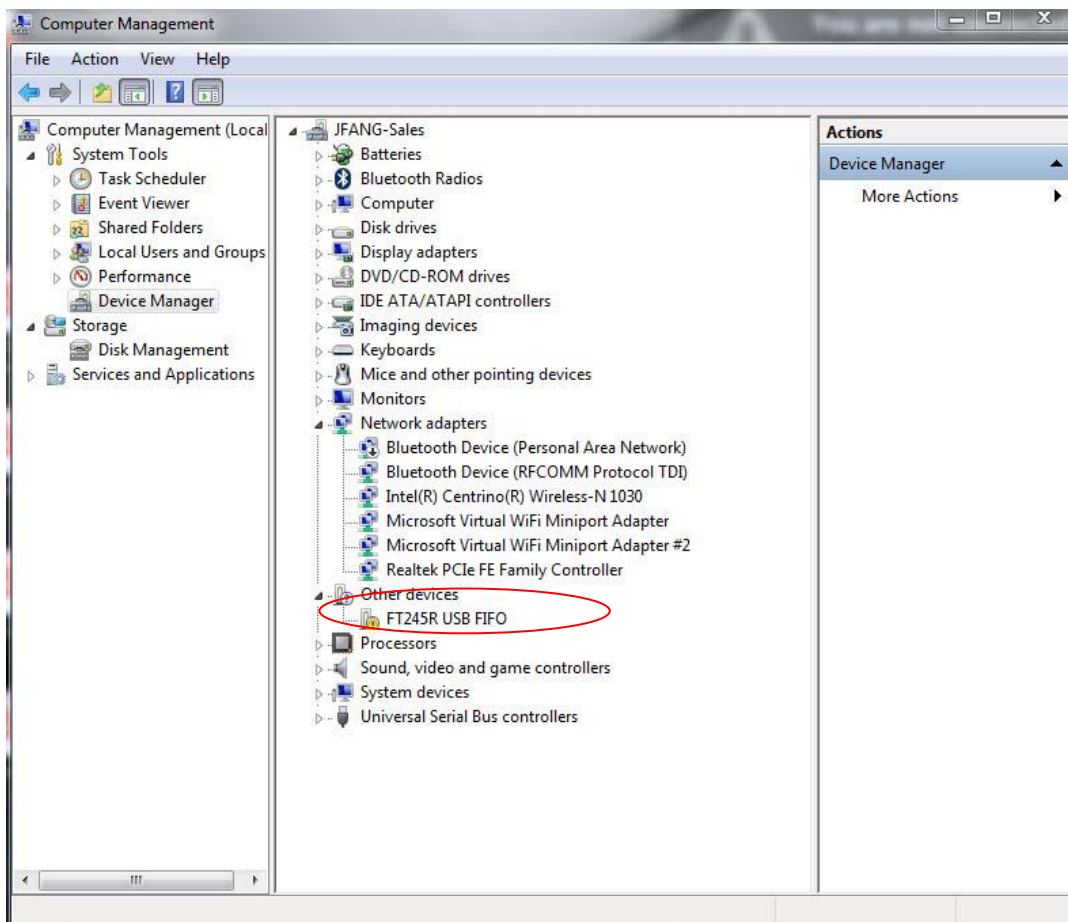 Computer Management
File Action View Help
Computer Management (Local
System Tools
Task Scheduler
Event Viewer
Shared Folders
Local Users and Groups
Performance
Device Manager
Storage
Disk Management
Services and Applications
JFANG-Sales
Batteries
Bluetooth Radios
Computer
Disk drives
Display adapters
DVD/CD-ROM drives
IDE ATA/ATAPI controllers
Imaging devices
Keyboards
Mice and other pointing devices
Monitors
Network adapters
Bluetooth Device (Personal Area Network)
Bluetooth Device (RFCOMM Protocol TDI)
Intel(R) Centrino(R) Wireless-N 1030
Microsoft Virtual WiFi Miniport Adapter
Microsoft Virtual WiFi Miniport Adapter #2
Realtek PCIe FE Family Controller
Other devices
FT245R USB FIFO
Processors
Sound, video and game controllers
System devices
Universal Serial Bus controllers
Actions
Device Manager
More Actions